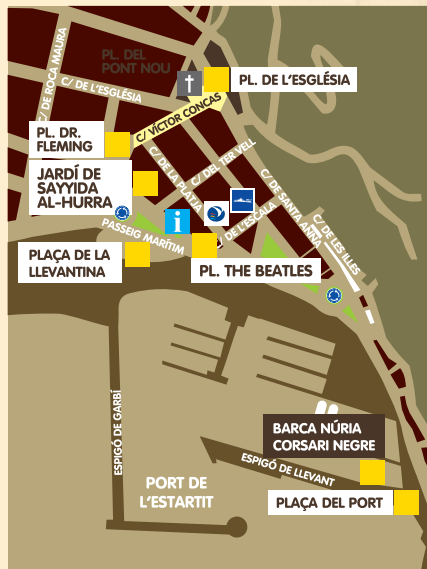 C/ DE ROCA MAURA
PL. DEL
PONT NOU
C/ DE L'ESGLÉSIA
PL. DE L'ESGLÉSIA
C/ VÍCTOR CONCAS
PL. DR.
FLEMING
JARDÍ DE
SAYYIDA
AL-HURRA
C/ DE LA PLATJA
C/ DEL TER VELL
C/ DE SANTA ANNA
C/ DE L'ESCALA
C/ DE LES ILLES
i
PASSEIG MARÍTIM
PLAÇA DE LA
LLEVANTINA
PL. THE BEATLES
ESPIGÓ DE GARBÍ
BARCA NÚRIA
CORSARI NEGRE
ESPIGÓ DE LLEVANT
PORT DE
L'ESTARTIT
PLAÇA DEL PORT